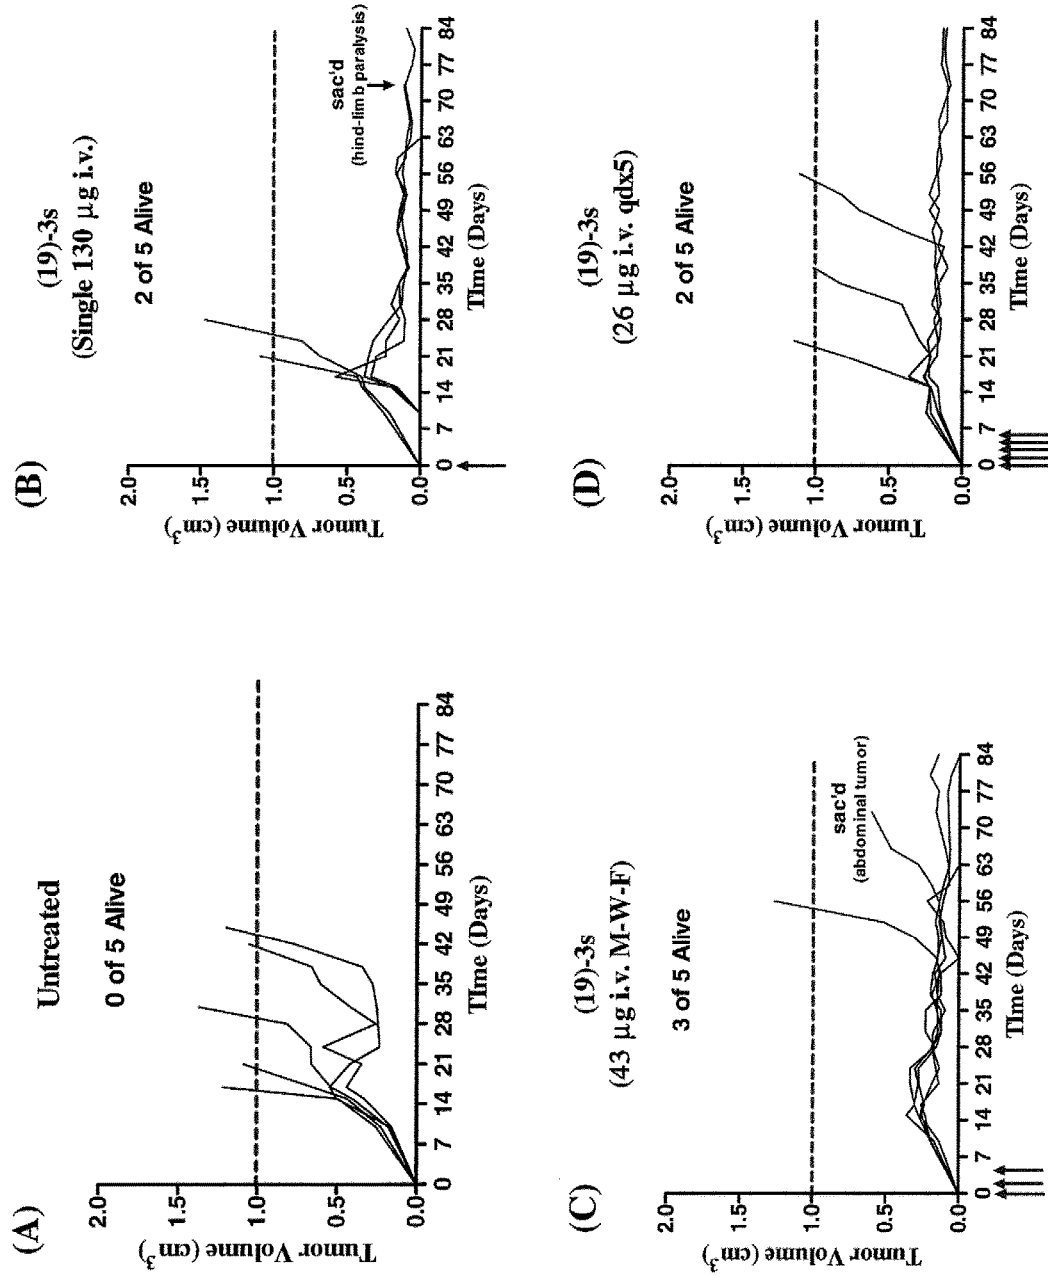 (A)
Untreated
0 of 5 Alive
2.0
1.5
1.0
0.5
0.0
Tumor Volume (cm³)
0 7 14 21 28 35 42 49 56 63 70 77 84
TIme (Days)
(B)
(19)-3s
(Single 130 µg i.v.)
2 of 5 Alive
sac'd
(hind-limb paralysis)
2.0
1.5
1.0
0.5
0.0
Tumor Volume (cm³)
0 7 14 21 28 35 42 49 56 63 70 77 84
TIme (Days)
(C)
(19)-3s
(43 µg i.v. M-W-F)
3 of 5 Alive
sac'd
(abdominal tumor)
2.0
1.5
1.0
0.5
0.0
Tumor Volume (cm³)
0 7 14 21 28 35 42 49 56 63 70 77 84
TIme (Days)
(D)
(19)-3s
(26 µg i.v. qdx5)
2 of 5 Alive
2.0
1.5
1.0
0.5
0.0
Tumor Volume (cm³)
0 7 14 21 28 35 42 49 56 63 70 77 84
TIme (Days)